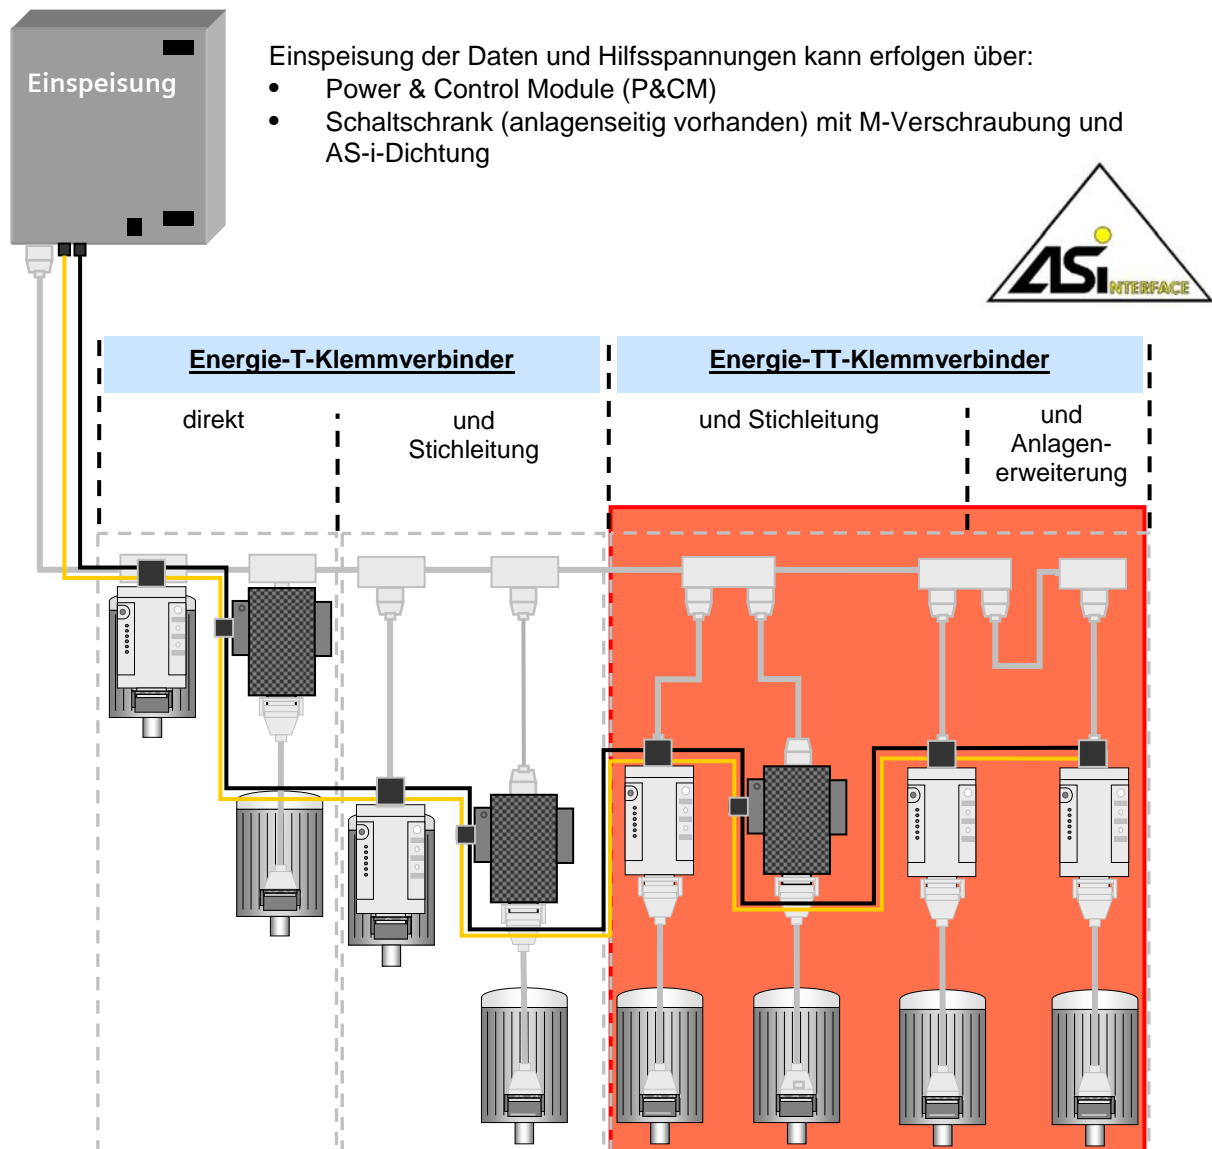 Einspeisung der Daten und Hilfsspannungen kann erfolgen über:
• Power & Control Module (P&CM)
• Schaltschrank (anlagenseitig vorhanden) mit M-Verschraubung und
AS-i-Dichtung
Einspeisung
ASi INTERFACE
Energie-T-Klemmverbinder
Energie-TT-Klemmverbinder
direkt
und
Stichleitung
und Stichleitung
und
Anlagen-
erweiterung